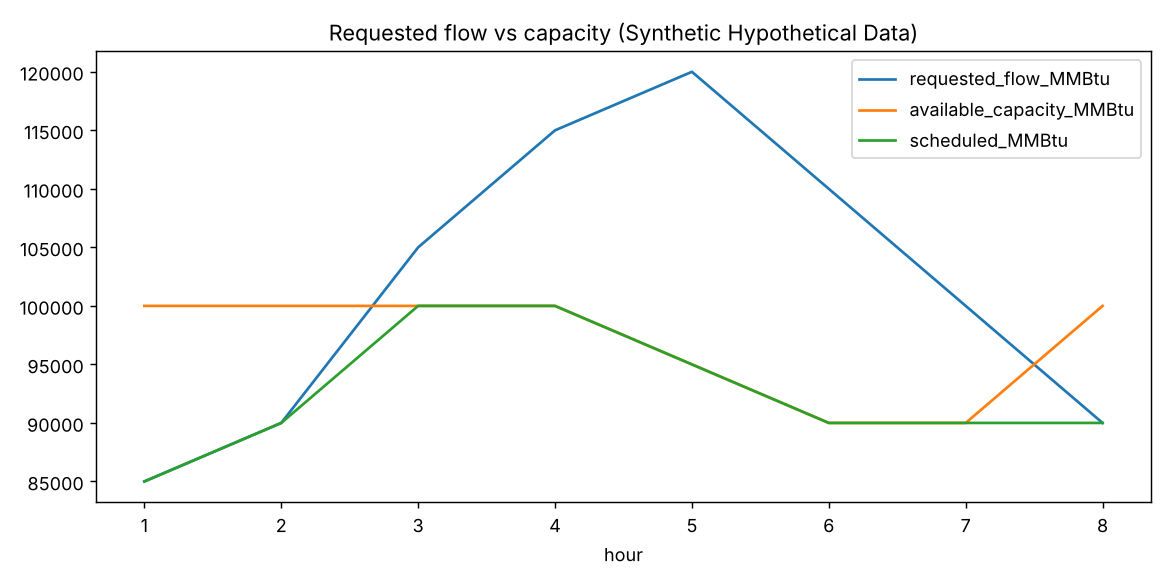 Requested flow vs capacity (Synthetic Hypothetical Data)
requested_flow_MMBtu
available_capacity_MMBtu
scheduled_MMBtu
120000
115000
110000
105000
100000
95000
90000
85000
1 2 3 4 5 6 7 8
hour